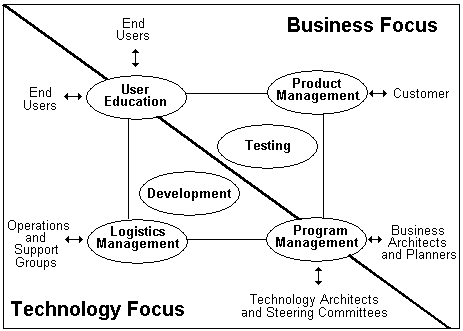 End
Users
Business Focus
End
Users
User
Education
Product
Management
Customer
Testing
Development
Operations
and
Support
Groups
Logistics
Management
Program
Management
Business
Architects
and Planners
Technology Focus
Technology Architects
and Steering Committees